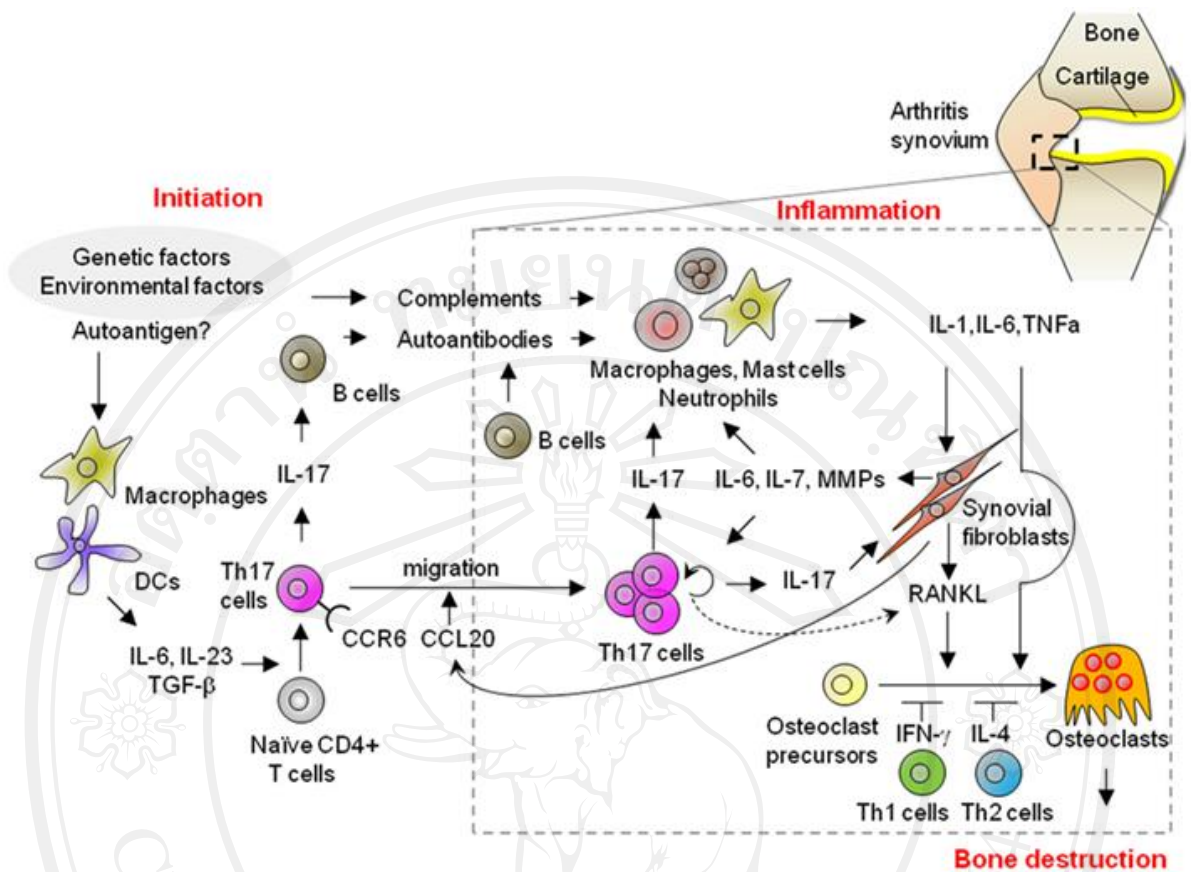 Bone
Cartilage
Arthritis
synovium
Initiation
Inflammation
Genetic factors
Environmental factors
Autoantigen?
Complements
Autoantibodies
B cells
B cells
IL-1, IL-6, TNFa
Macrophages, Mast cells
Neutrophils
Macrophages
DCs
IL-17
IL-17
IL-6, IL-7, MMPs
Synovial
fibroblasts
Th17
cells
migration
IL-17
RANKL
CCR6
CCL20
Th17 cells
IL-6, IL-23
TGF-β
Naïve CD4+
T cells
Osteoclast
precursors
IFN-γ
IL-4
Osteoclasts
Th1 cells
Th2 cells
Bone destruction